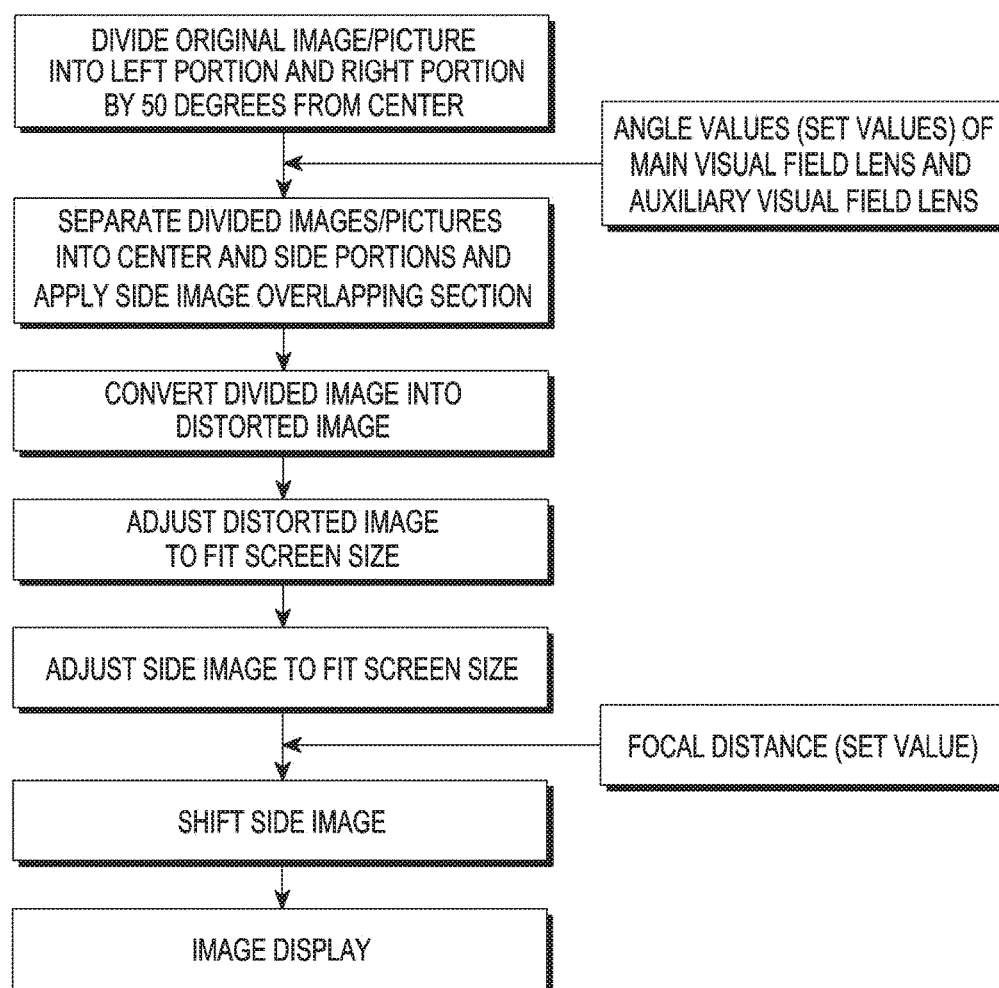 DIVIDE ORIGINAL IMAGE/PICTURE
INTO LEFT PORTION AND RIGHT PORTION
BY 50 DEGREES FROM CENTER
ANGLE VALUES (SET VALUES) OF
MAIN VISUAL FIELD LENS AND
AUXILIARY VISUAL FIELD LENS
SEPARATE DIVIDED IMAGES/PICTURES
INTO CENTER AND SIDE PORTIONS AND
APPLY SIDE IMAGE OVERLAPPING SECTION
CONVERT DIVIDED IMAGE INTO
DISTORTED IMAGE
ADJUST DISTORTED IMAGE
TO FIT SCREEN SIZE
ADJUST SIDE IMAGE TO FIT SCREEN SIZE
FOCAL DISTANCE (SET VALUE)
SHIFT SIDE IMAGE
IMAGE DISPLAY